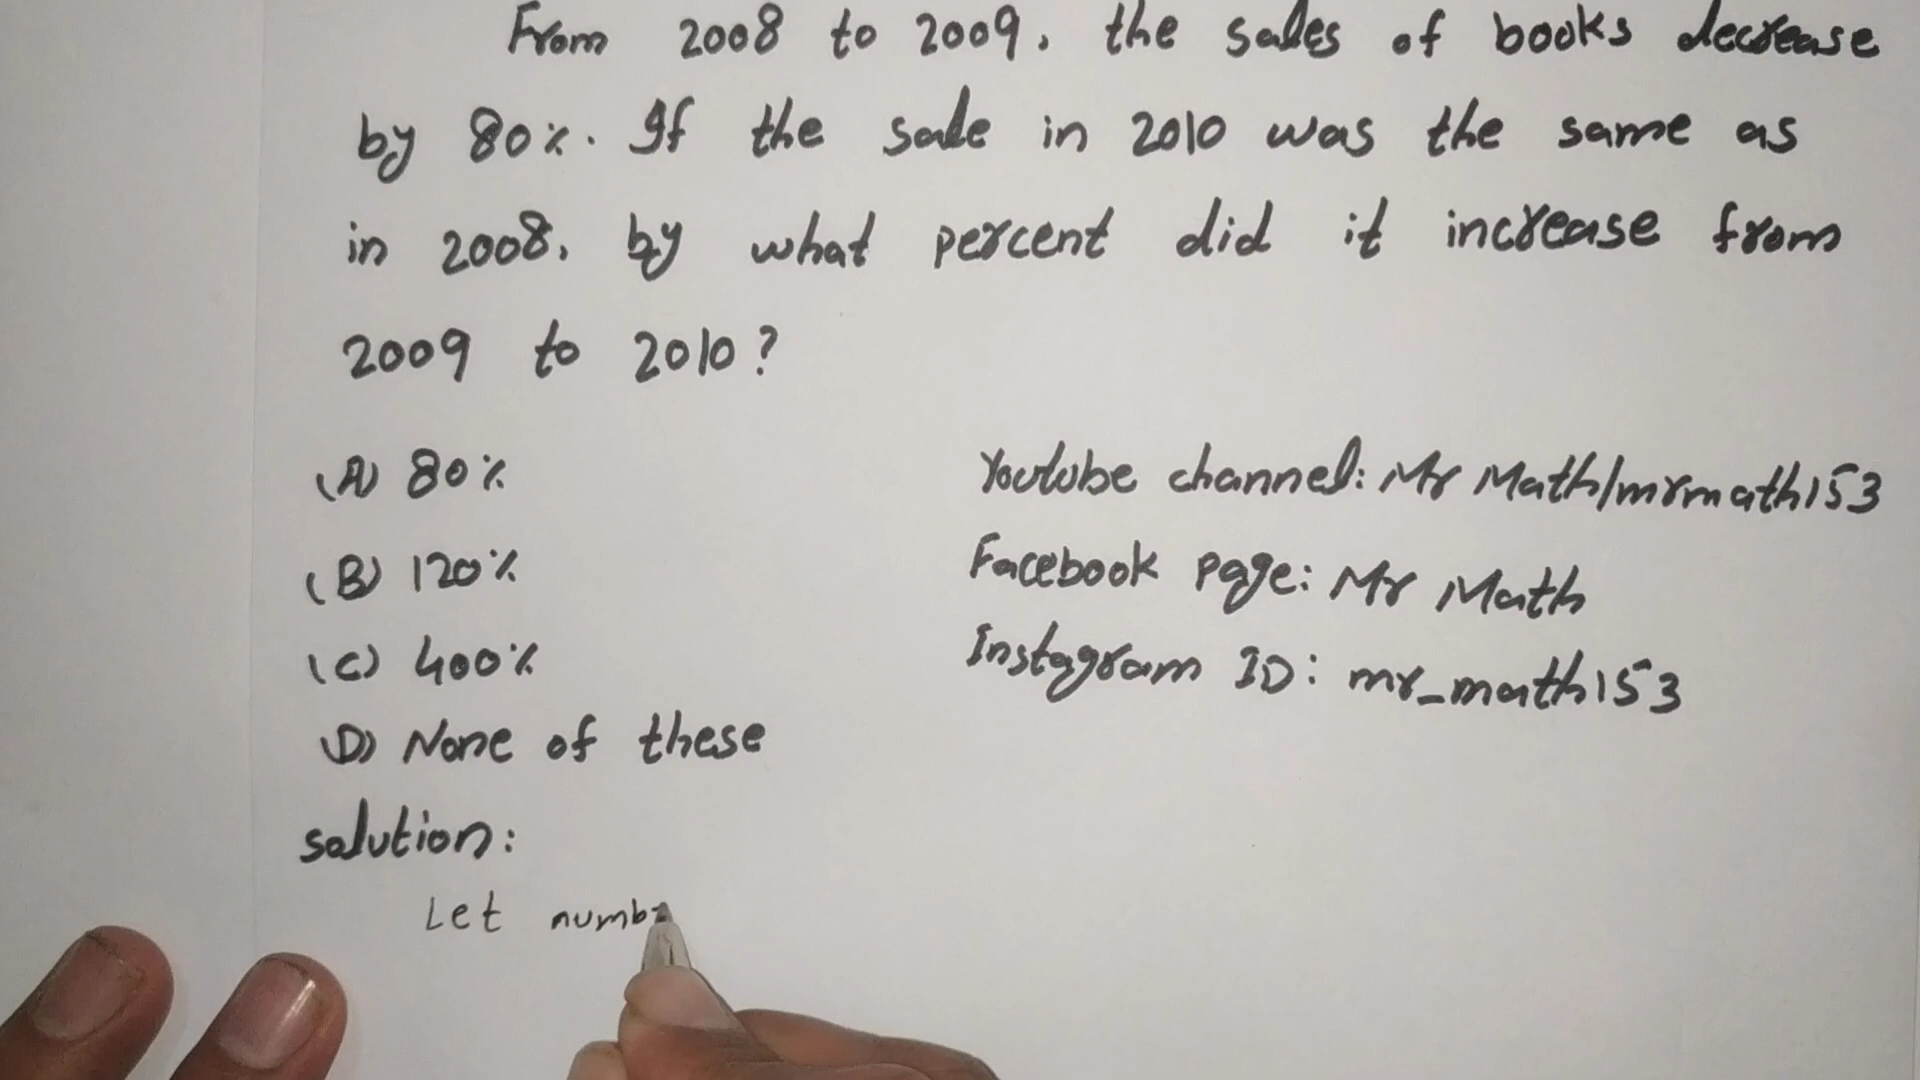 From 2008 to 2009, the sales of books decrease
by 80%. If the sale in 2010 was the same as
in 2008, by what percent did it increase from
2009 to 2010?
(A) 80%
(B) 120%
(C) 400%
(D) None of these
Youtube channel: Mr Math/mrmath153
Facebook page: Mr Math
Instagram ID: mr_math153
solution:
Let numb